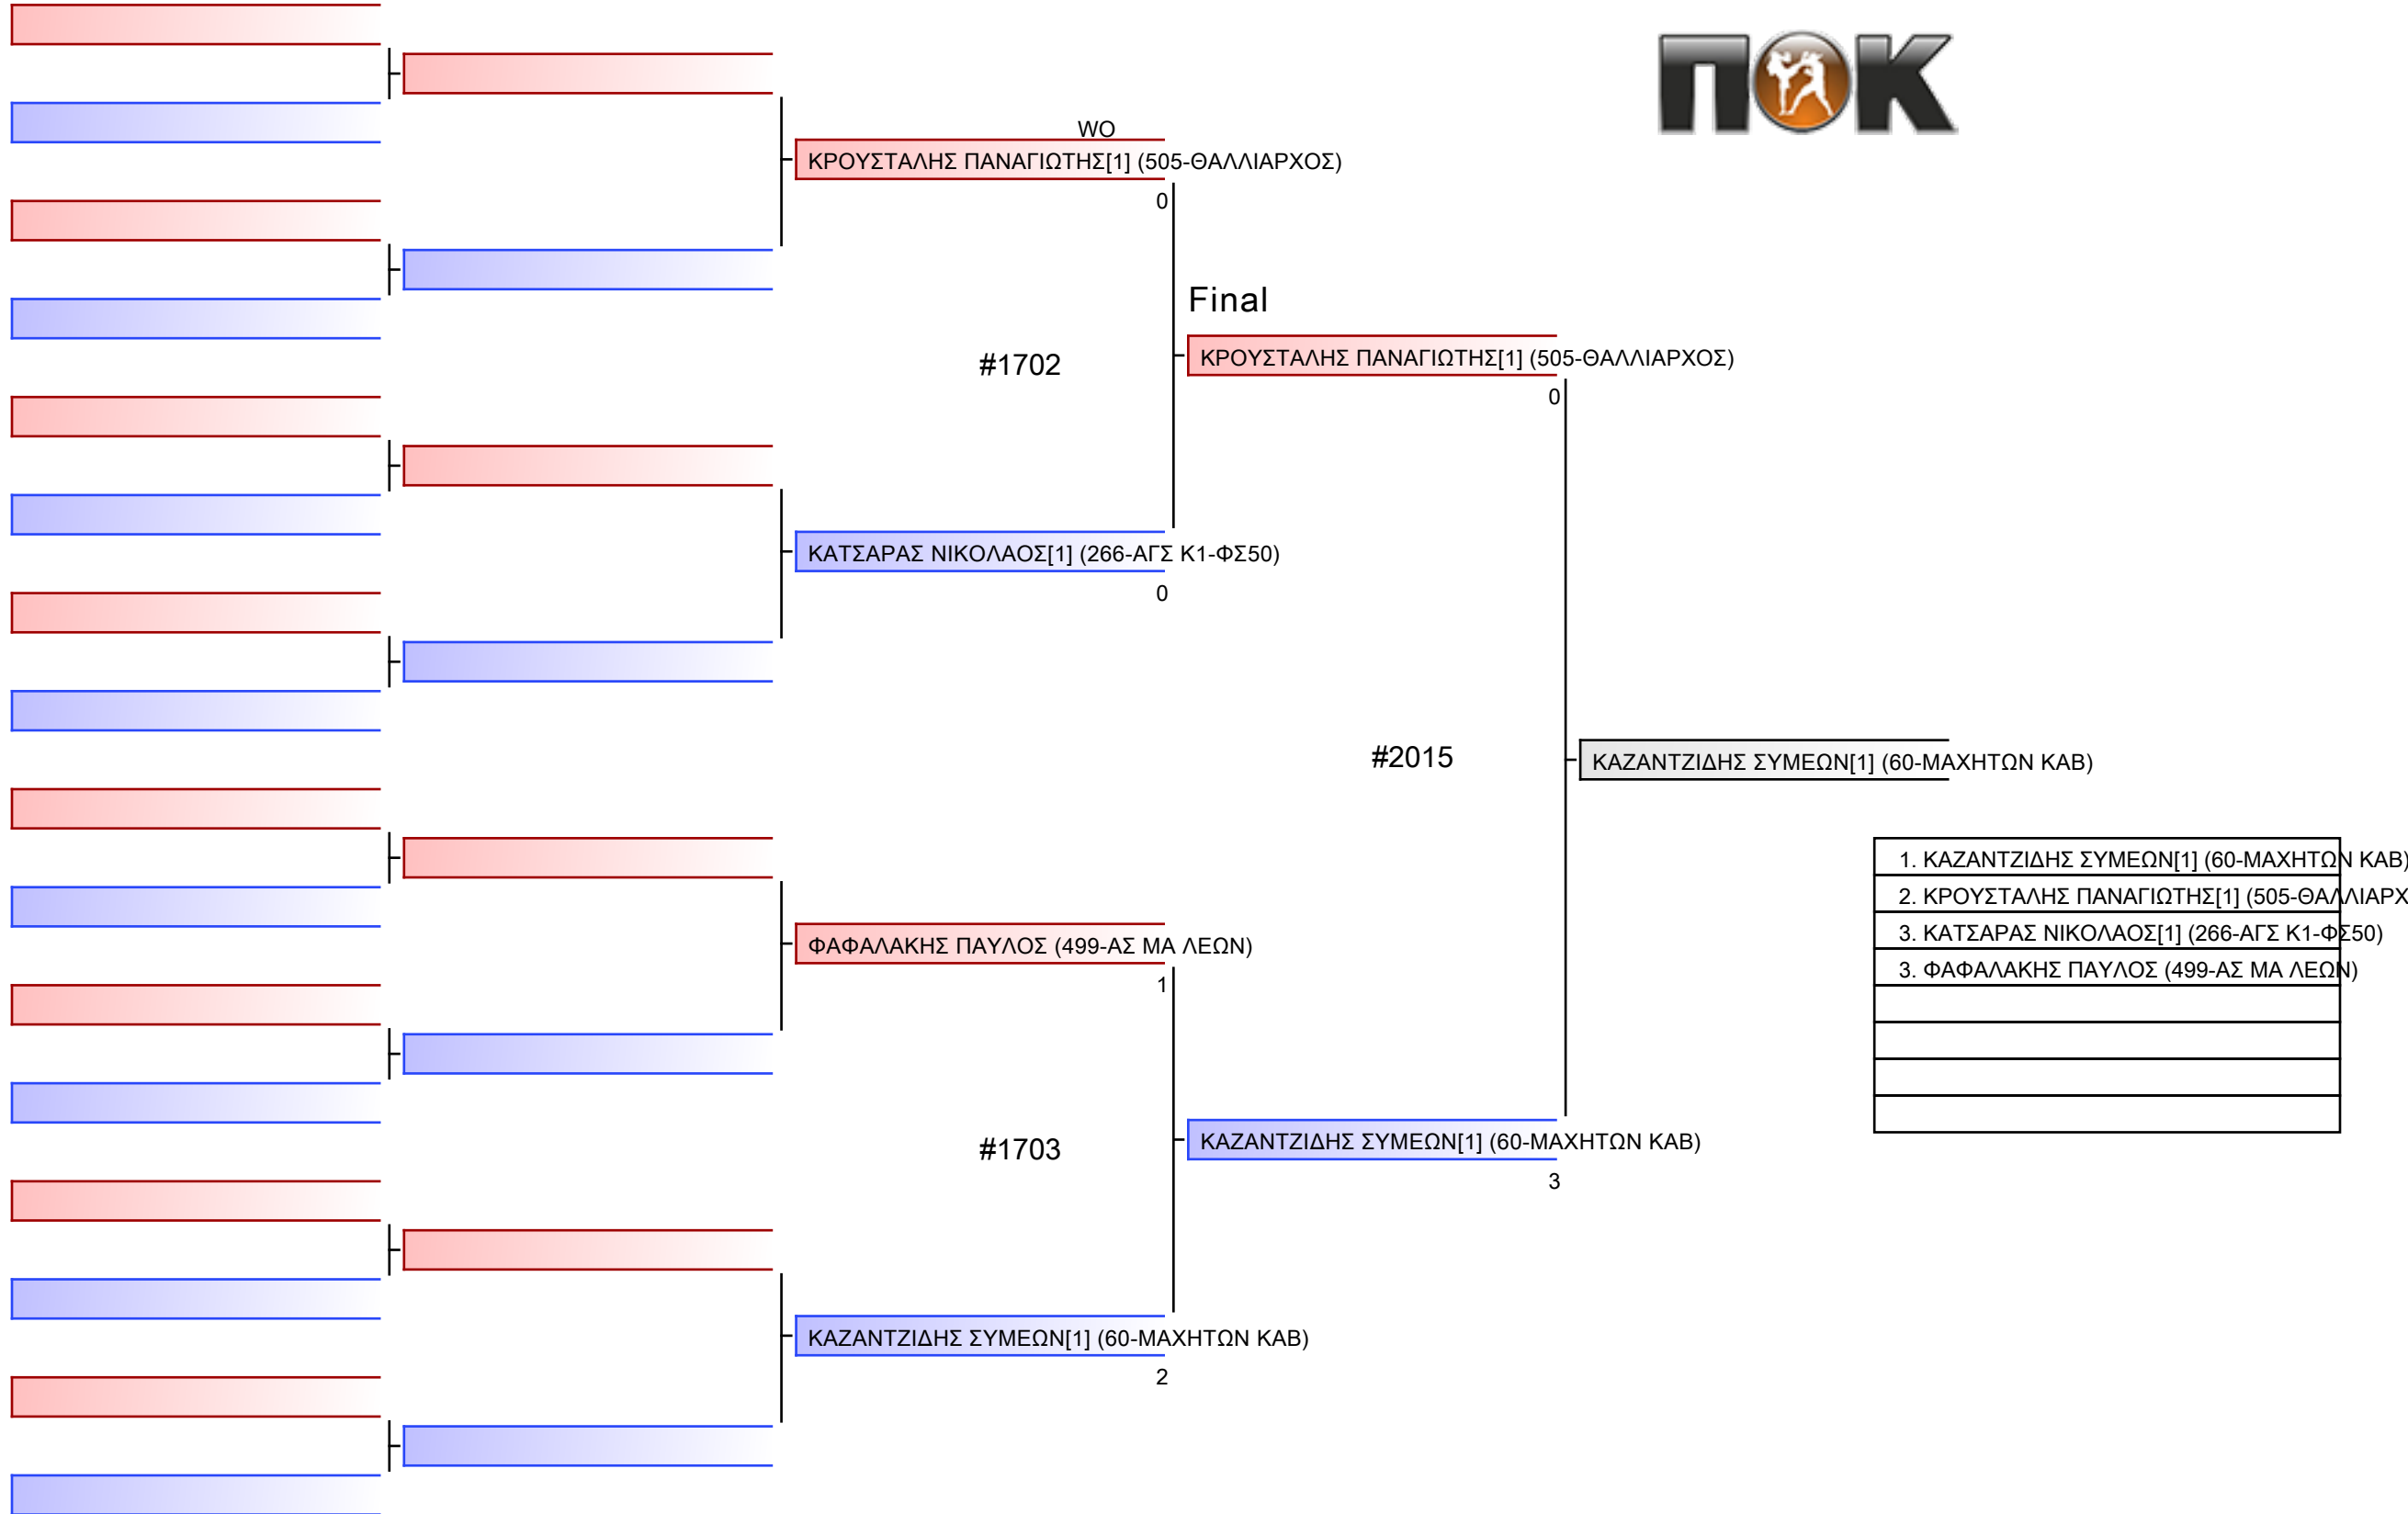 ΠΟΚ
WO
ΚΡΟΥΣΤΑΛΗΣ ΠΑΝΑΓΙΩΤΗΣ[1] (505-ΘΑΛΛΙΑΡΧΟΣ)
0
Final
#1702
ΚΡΟΥΣΤΑΛΗΣ ΠΑΝΑΓΙΩΤΗΣ[1] (505-ΘΑΛΛΙΑΡΧΟΣ)
0
ΚΑΤΣΑΡΑΣ ΝΙΚΟΛΑΟΣ[1] (266-ΑΓΣ Κ1-ΦΣ50)
0
#2015
ΚΑΖΑΝΤΖΙΔΗΣ ΣΥΜΕΩΝ[1] (60-ΜΑΧΗΤΩΝ ΚΑΒ)
1. ΚΑΖΑΝΤΖΙΔΗΣ ΣΥΜΕΩΝ[1] (60-ΜΑΧΗΤΩΝ ΚΑΒ)
2. ΚΡΟΥΣΤΑΛΗΣ ΠΑΝΑΓΙΩΤΗΣ[1] (505-ΘΑΛΛΙΑΡΧ
3. ΚΑΤΣΑΡΑΣ ΝΙΚΟΛΑΟΣ[1] (266-ΑΓΣ Κ1-ΦΣ50)
3. ΦΑΦΑΛΑΚΗΣ ΠΑΥΛΟΣ (499-ΑΣ ΜΑ ΛΕΩΝ)
ΦΑΦΑΛΑΚΗΣ ΠΑΥΛΟΣ (499-ΑΣ ΜΑ ΛΕΩΝ)
1
#1703
ΚΑΖΑΝΤΖΙΔΗΣ ΣΥΜΕΩΝ[1] (60-ΜΑΧΗΤΩΝ ΚΑΒ)
3
ΚΑΖΑΝΤΖΙΔΗΣ ΣΥΜΕΩΝ[1] (60-ΜΑΧΗΤΩΝ ΚΑΒ)
2